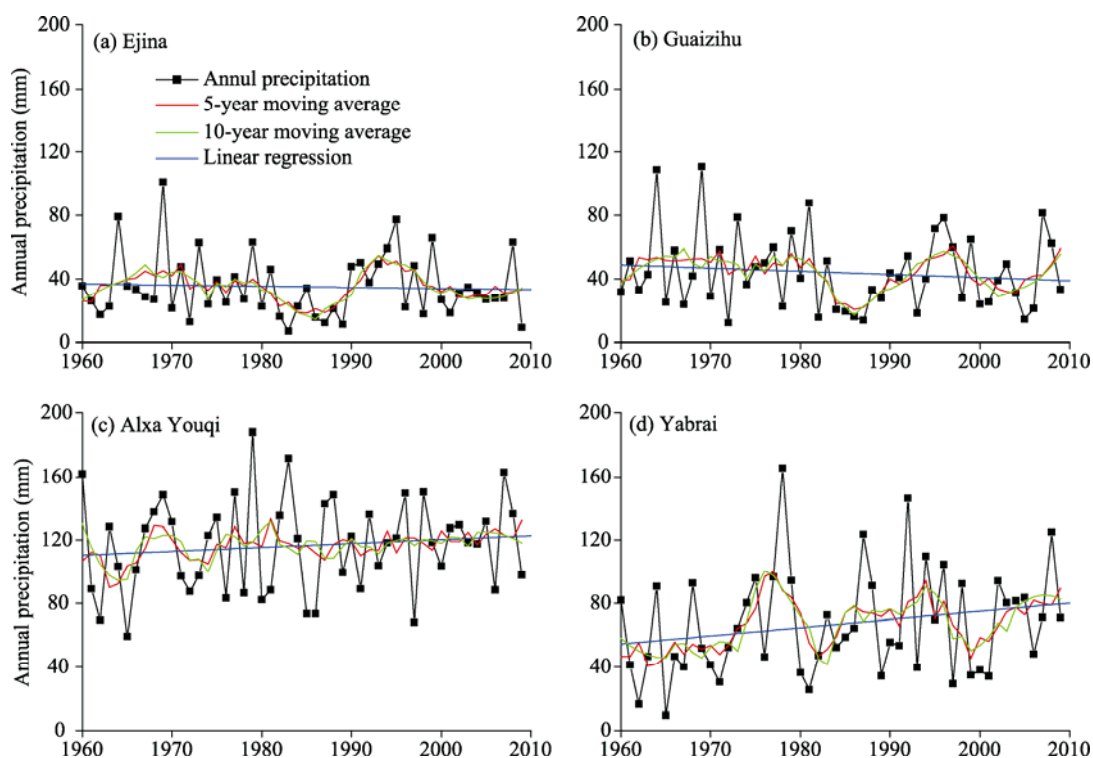 200
160
120
80
40
0
Annual precipitation (mm)
(a) Ejina
Annul precipitation
5-year moving average
10-year moving average
Linear regression
1960 1970 1980 1990 2000 2010
200
160
120
80
40
0
(b) Guaizihu
1960 1970 1980 1990 2000 2010
200
160
120
80
40
0
Annual precipitation (mm)
(c) Alxa Youqi
1960 1970 1980 1990 2000 2010
200
160
120
80
40
0
(d) Yabrai
1960 1970 1980 1990 2000 2010